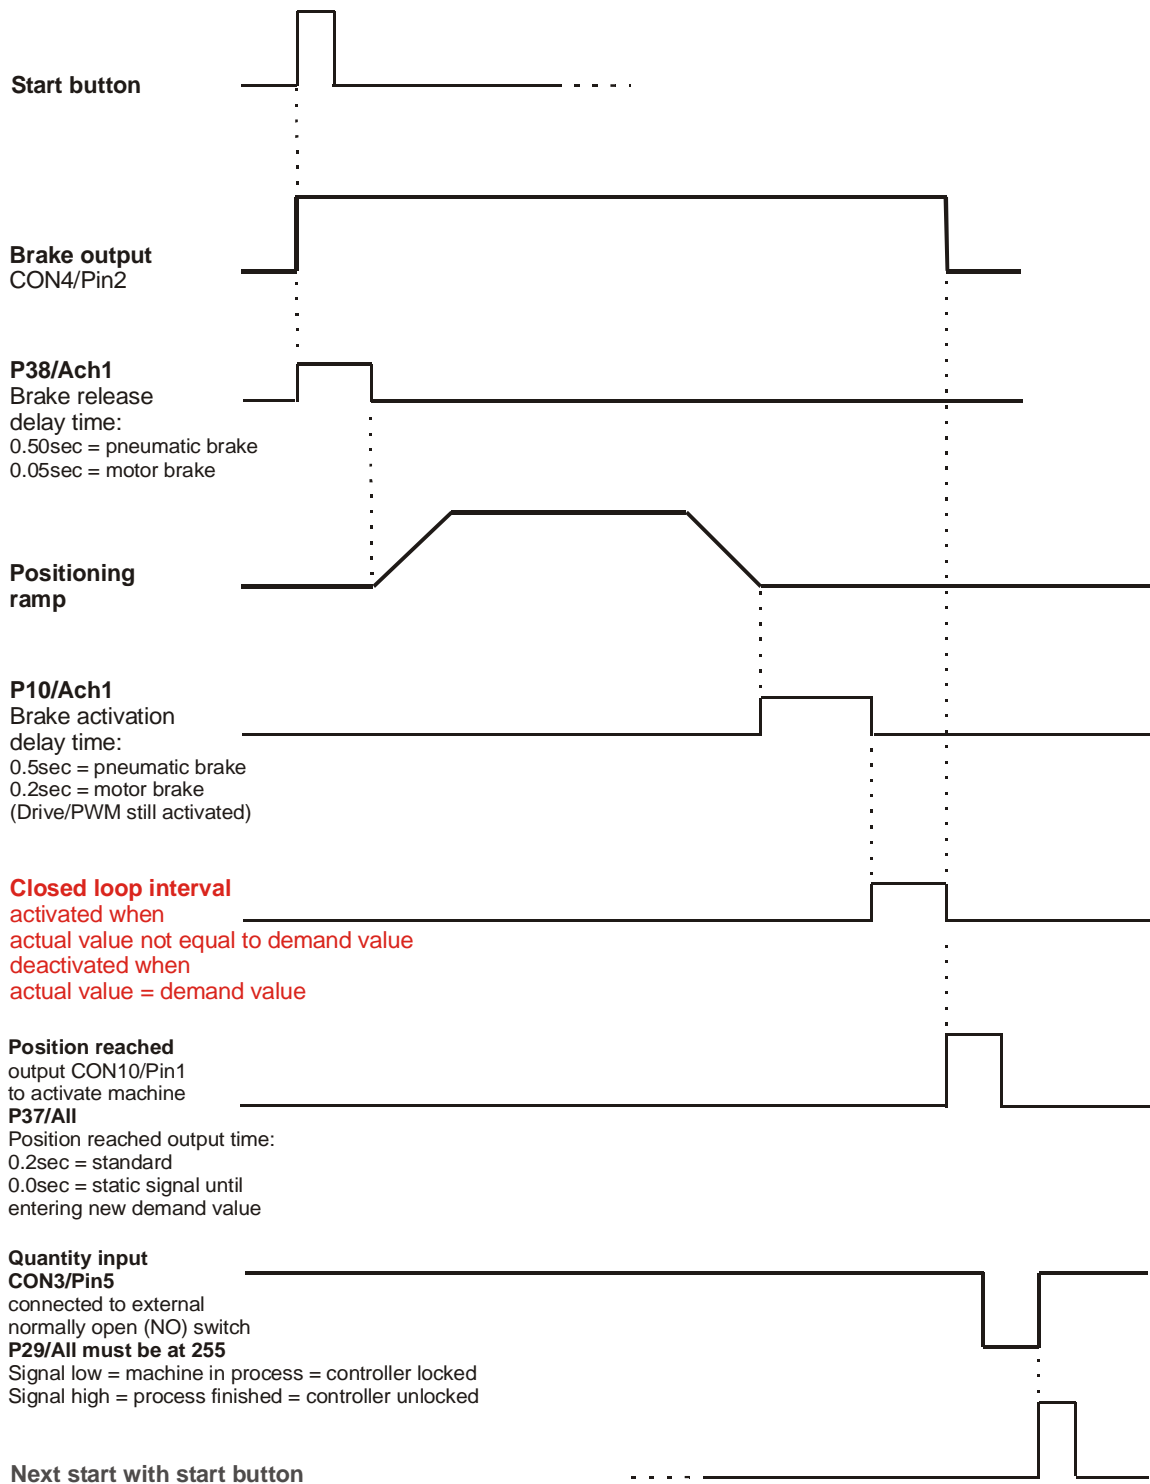 Start button
Brake output
CON4/Pin2
P38/Ach1
Brake release
delay time:
0.50sec = pneumatic brake
0.05sec = motor brake
Positioning
ramp
P10/Ach1
Brake activation
delay time:
0.5sec = pneumatic brake
0.2sec = motor brake
(Drive/PWM still activated)
Closed loop interval
activated when
actual value not equal to demand value
deactivated when
actual value = demand value
Position reached
output CON10/Pin1
to activate machine
P37/All
Position reached output time:
0.2sec = standard
0.0sec = static signal until
entering new demand value
Quantity input
CON3/Pin5
connected to external
normally open (NO) switch
P29/All must be at 255
Signal low = machine in process = controller locked
Signal high = process finished = controller unlocked
Next start with start button